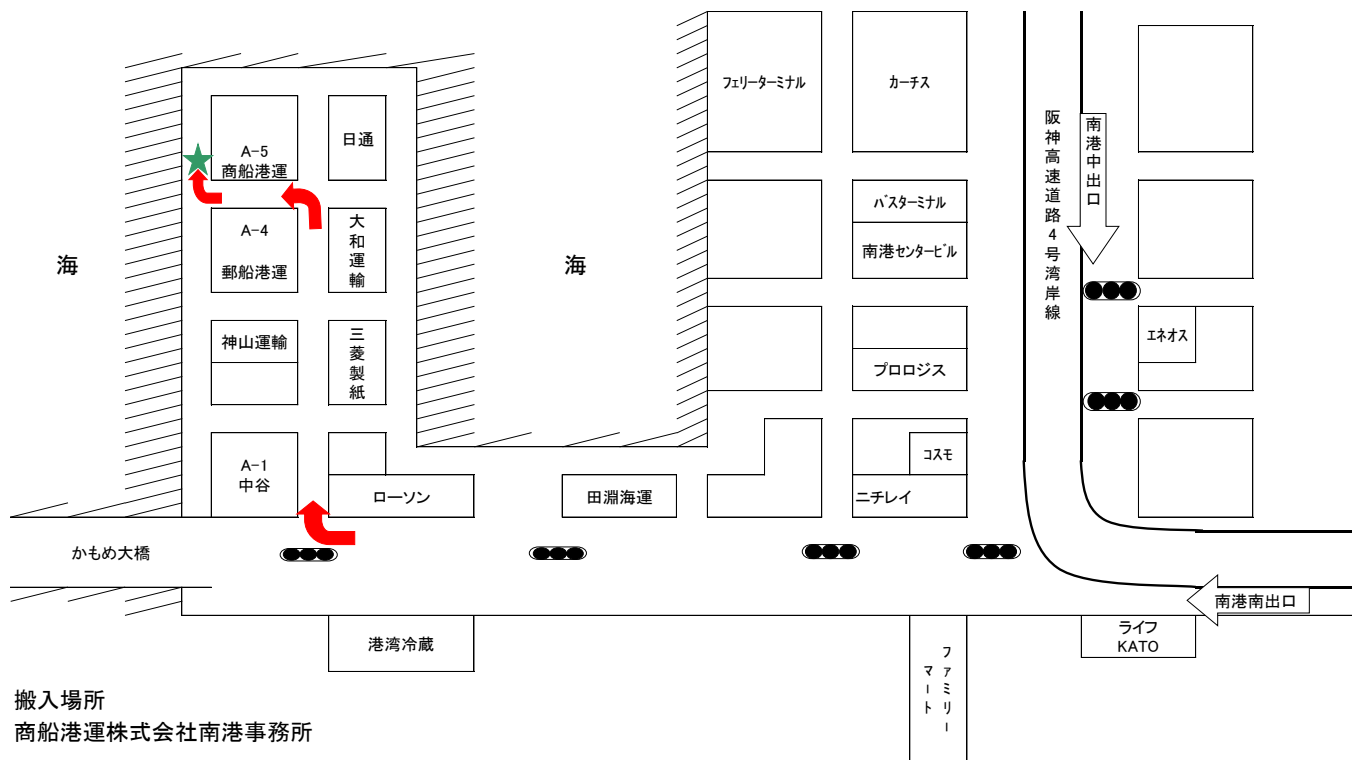 フェリーターミナル
カーチス
阪神高速道路4号湾岸線
南港中出口
A-5
商船港運
日通
A-4
郵船港運
大和運輸
バスターミナル
南港センタービル
海
海
神山運輸
三菱製紙
プロロジス
エネオス
A-1
中谷
ローソン
田淵海運
コスモ
ニチレイ
かもめ大橋
南港南出口
港湾冷蔵
ファミリー
マート
ライフ
KATO
搬入場所
商船港運株式会社南港事務所